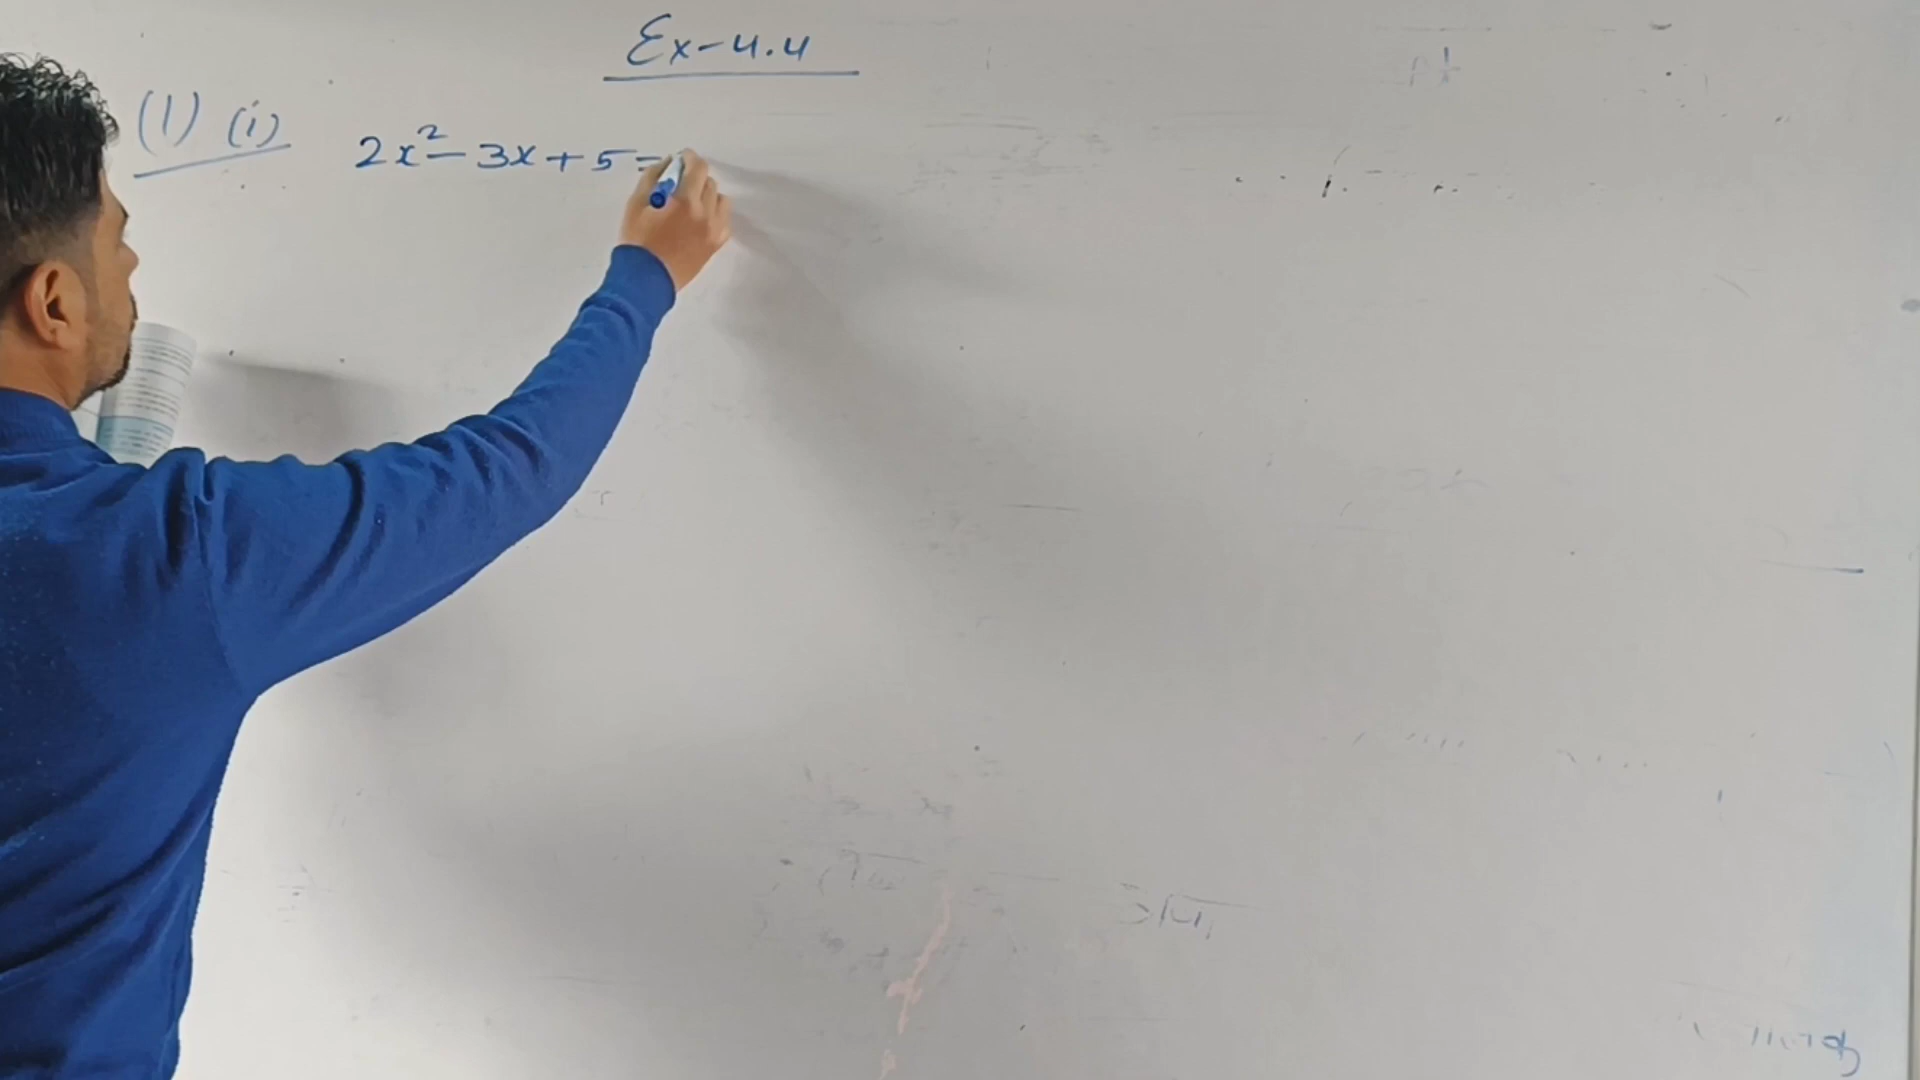 Ex-4.4
(1) (i) 2x²-3x+5=